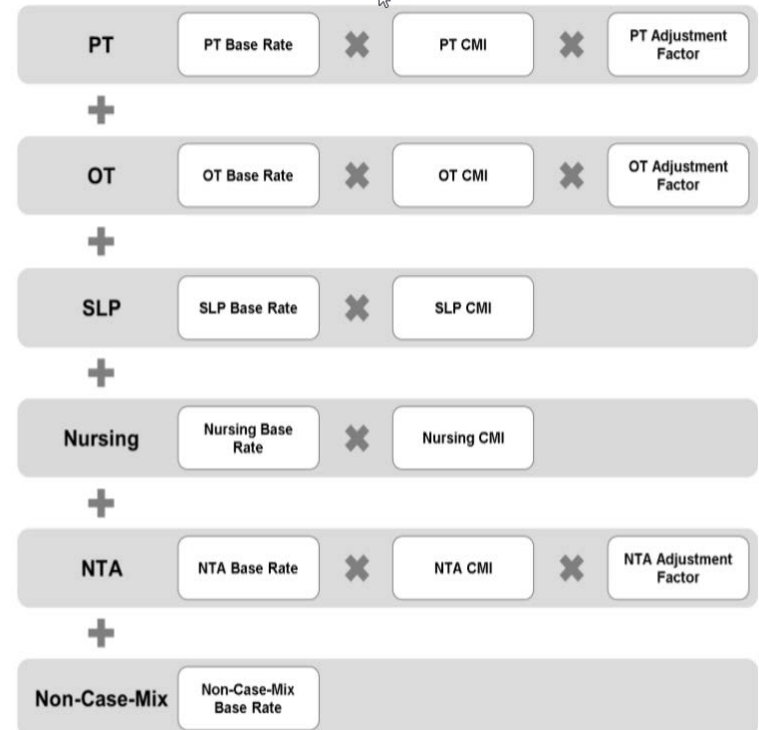 PT PT Base Rate ✖ PT CMI ✖ PT Adjustment
Factor
+
OT OT Base Rate ✖ OT CMI ✖ OT Adjustment
Factor
+
SLP SLP Base Rate ✖ SLP CMI
+
Nursing Nursing Base
Rate ✖ Nursing CMI
+
NTA NTA Base Rate ✖ NTA CMI ✖ NTA Adjustment
Factor
+
Non-Case-Mix Non-Case-Mix
Base Rate